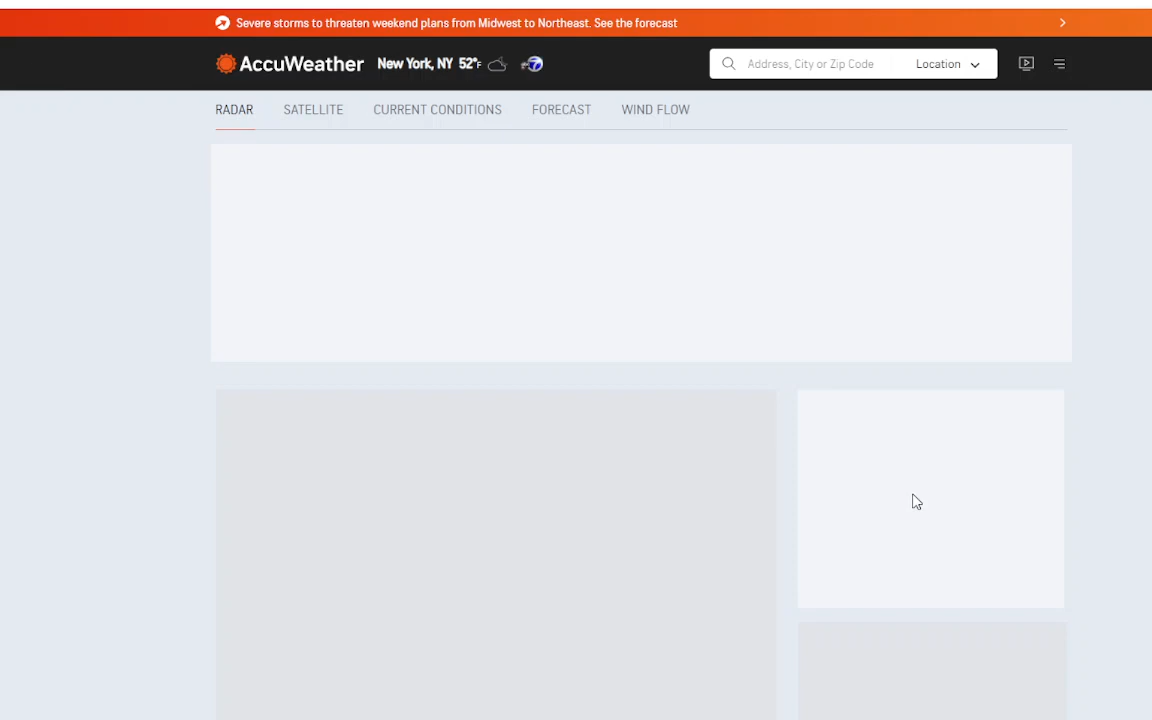 Severe storms to threaten weekend plans from Midwest to Northeast. See the forecast
AccuWeather New York, NY 52°F
7
Address, City or Zip Code Location
RADAR SATELLITE CURRENT CONDITIONS FORECAST WIND FLOW